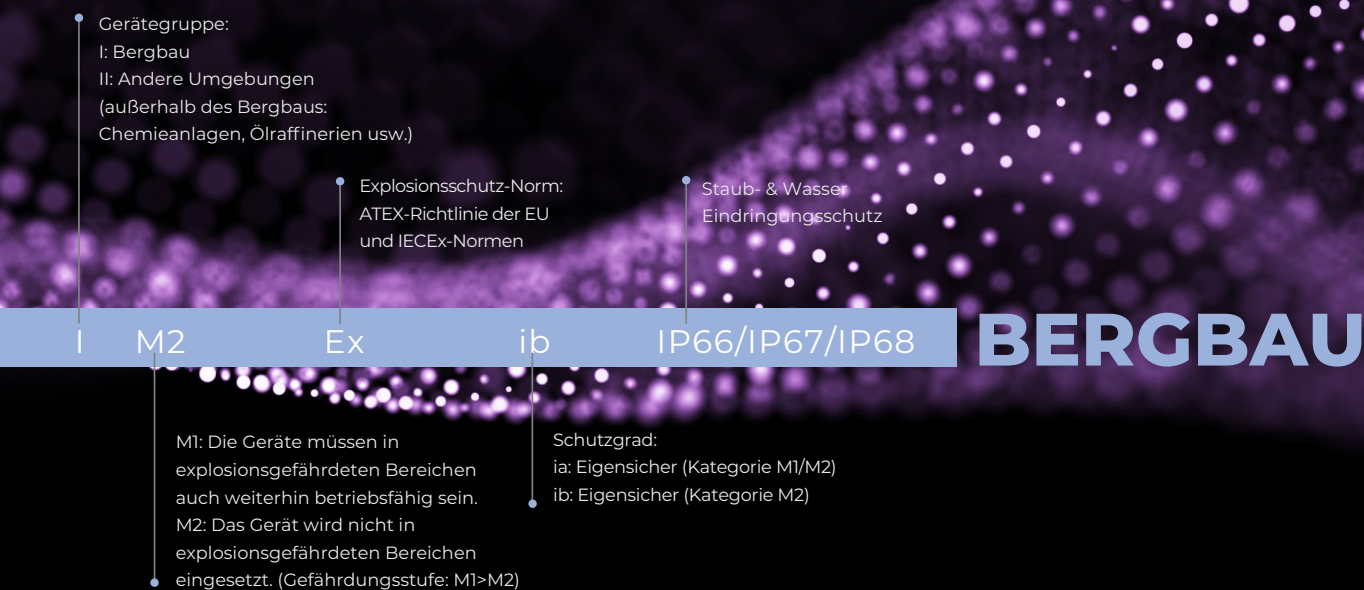 Gerätegruppe:
I: Bergbau
II: Andere Umgebungen
(außerhalb des Bergbaus:
Chemieanlagen, Ölraffinerien usw.)
Explosionsschutz-Norm:
ATEX-Richtlinie der EU
und IECEx-Normen
Staub- & Wasser
Eindringungsschutz
I M2 Ex ib IP66/IP67/IP68
BERGBAU
M1: Die Geräte müssen in
explosionsgefährdeten Bereichen
auch weiterhin betriebsfähig sein.
M2: Das Gerät wird nicht in
explosionsgefährdeten Bereichen
eingesetzt. (Gefährdungsstufe: M1>M2)
Schutzgrad:
ia: Eigensicher (Kategorie M1/M2)
ib: Eigensicher (Kategorie M2)